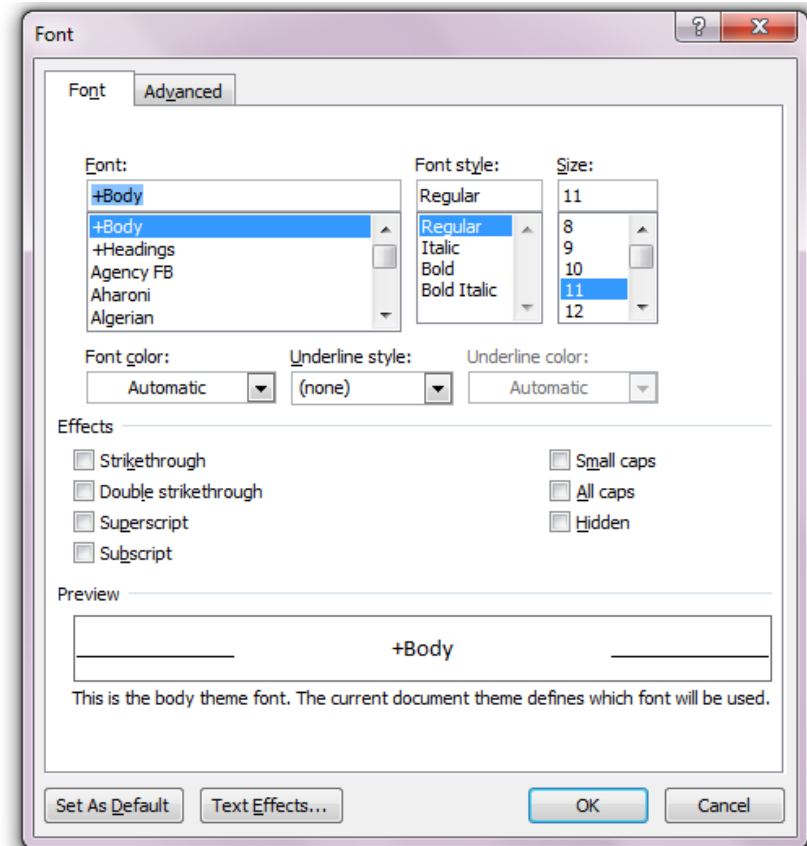 Font
Font Advanced
Font: Font style: Size:
+Body Regular 11
+Body Regular 8
+Headings Italic 9
Agency FB Bold 10
Aharoni Bold Italic 11
Algerian 12
Font color: Underline style: Underline color:
Automatic (none) Automatic
Effects
Strikethrough Small caps
Double strikethrough All caps
Superscript Hidden
Subscript
Preview
+Body
This is the body theme font. The current document theme defines which font will be used.
Set As Default Text Effects... OK Cancel